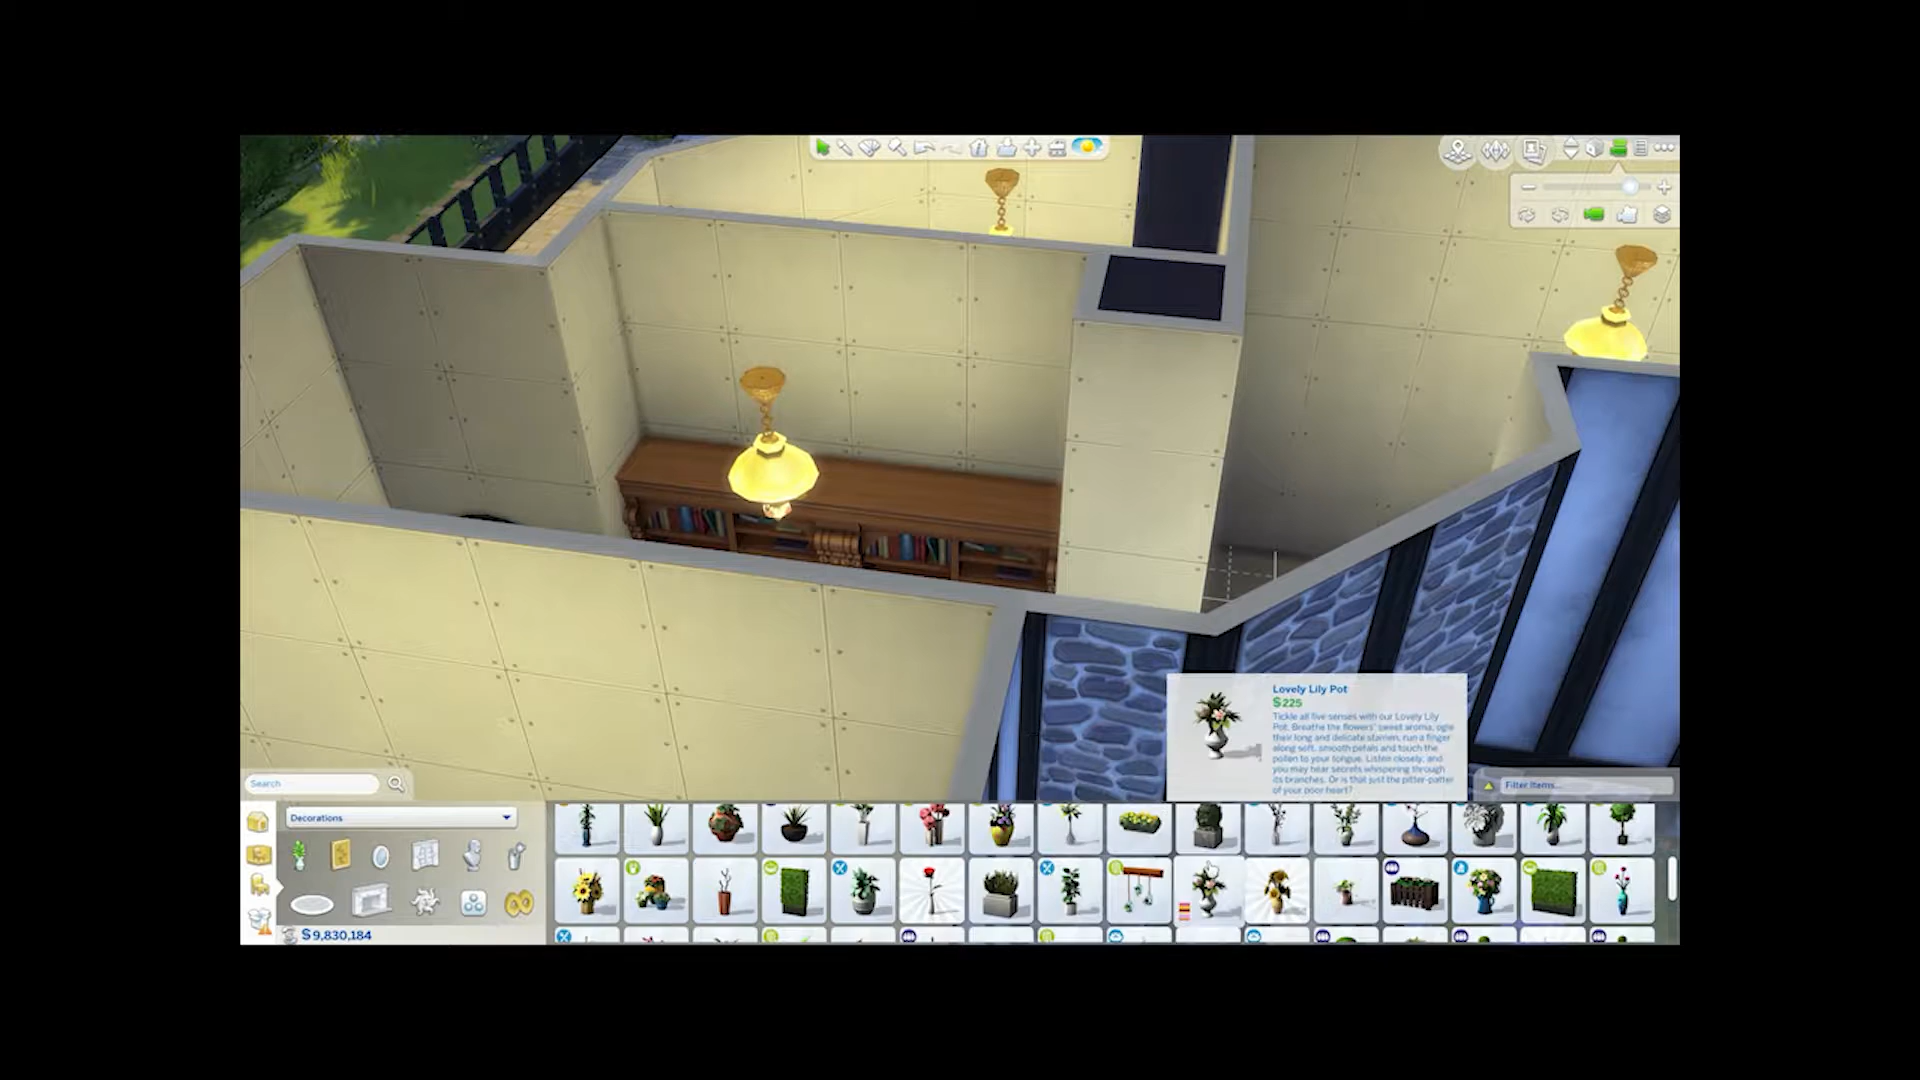 Lovely Lily Pot
§225
Tickle all five senses with our Lovely Lily
Pot. Breathe the flowers' sweet aroma, ogle
their long and delicate stamen, run a finger
along soft, smooth petals and touch the
pollen to your tongue. Listen closely, and
you may hear secrets whispering through
its branches. Or is that just the pitter-patter
of your poor heart?
Search
Filter Items...
Decorations
§9,830,184